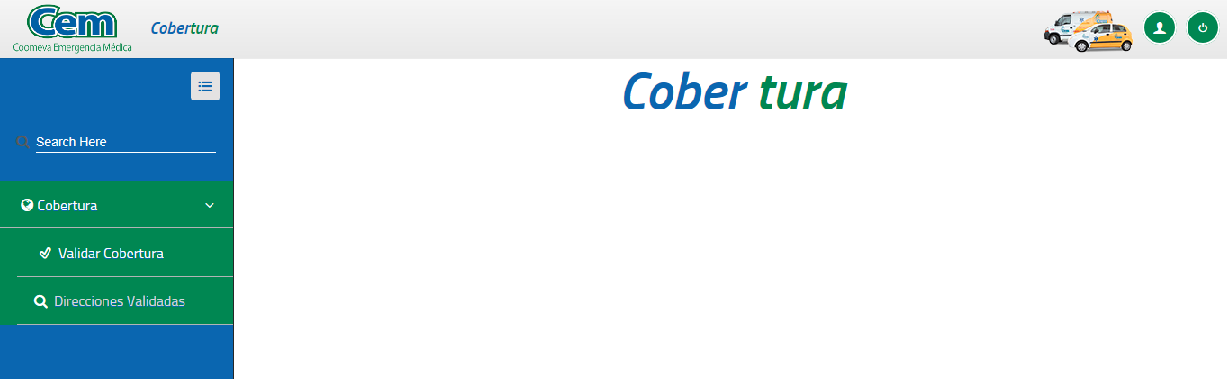 Cem
Coomeva Emergencia Médica
Cobertura
Cober tura
Search Here
Cobertura
Validar Cobertura
Direcciones Validadas